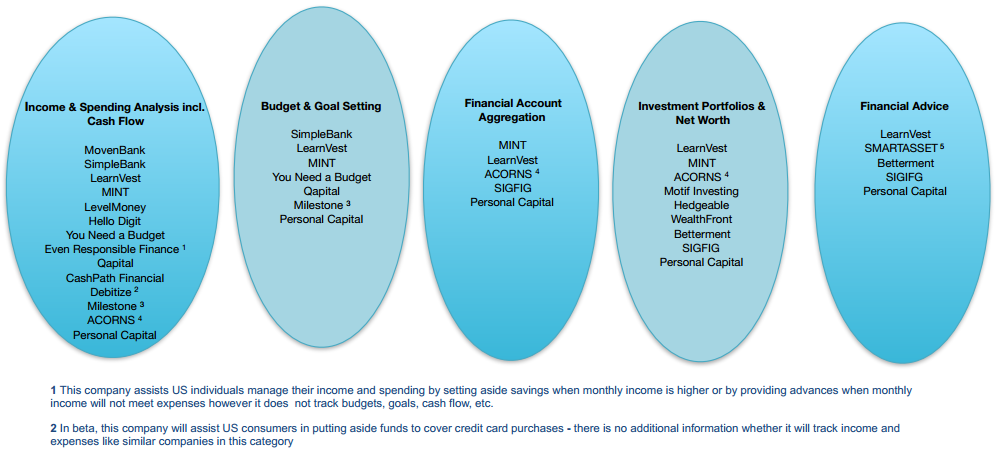 Income & Spending Analysis incl.
Cash Flow
MovenBank
SimpleBank
LearnVest
MINT
LevelMoney
Hello Digit
You Need a Budget
Even Responsible Finance 1
Qapital
CashPath Financial
Debitize 2
Milestone 3
ACORNS 4
Personal Capital
Budget & Goal Setting
SimpleBank
LearnVest
MINT
You Need a Budget
Qapital
Milestone 3
Personal Capital
Financial Account
Aggregation
MINT
LearnVest
ACORNS 4
SIGFIG
Personal Capital
Investment Portfolios &
Net Worth
LearnVest
MINT
ACORNS 4
Motif Investing
Hedgeable
WealthFront
Betterment
SIGFIG
Personal Capital
Financial Advice
LearnVest
SMARTASSET 5
Betterment
SIGIFG
Personal Capital
1 This company assists US individuals manage their income and spending by setting aside savings when monthly income is higher or by providing advances when monthly
income will not meet expenses however it does not track budgets, goals, cash flow, etc.
2 In beta, this company will assist US consumers in putting aside funds to cover credit card purchases - there is no additional information whether it will track income and
expenses like similar companies in this category